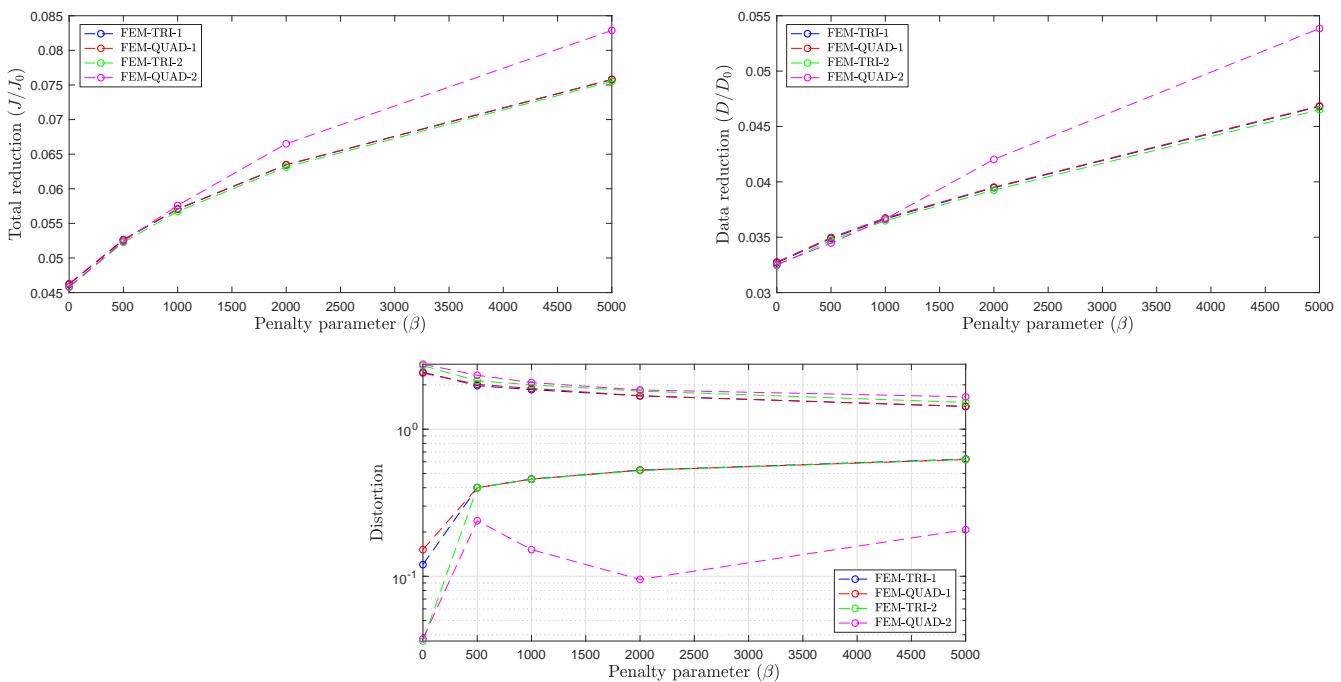 Total reduction (J/J₀)
0.085
0.08
0.075
0.07
0.065
0.06
0.055
0.05
0.045
FEM-TRI-1
FEM-QUAD-1
FEM-TRI-2
FEM-QUAD-2
0 500 1000 1500 2000 2500 3000 3500 4000 4500 5000
Penalty parameter (β)
Data reduction (D/D₀)
0.055
0.05
0.045
0.04
0.035
0.03
FEM-TRI-1
FEM-QUAD-1
FEM-TRI-2
FEM-QUAD-2
0 500 1000 1500 2000 2500 3000 3500 4000 4500 5000
Penalty parameter (β)
Distortion
10⁰
10⁻¹
FEM-TRI-1
FEM-QUAD-1
FEM-TRI-2
FEM-QUAD-2
0 500 1000 1500 2000 2500 3000 3500 4000 4500 5000
Penalty parameter (β)